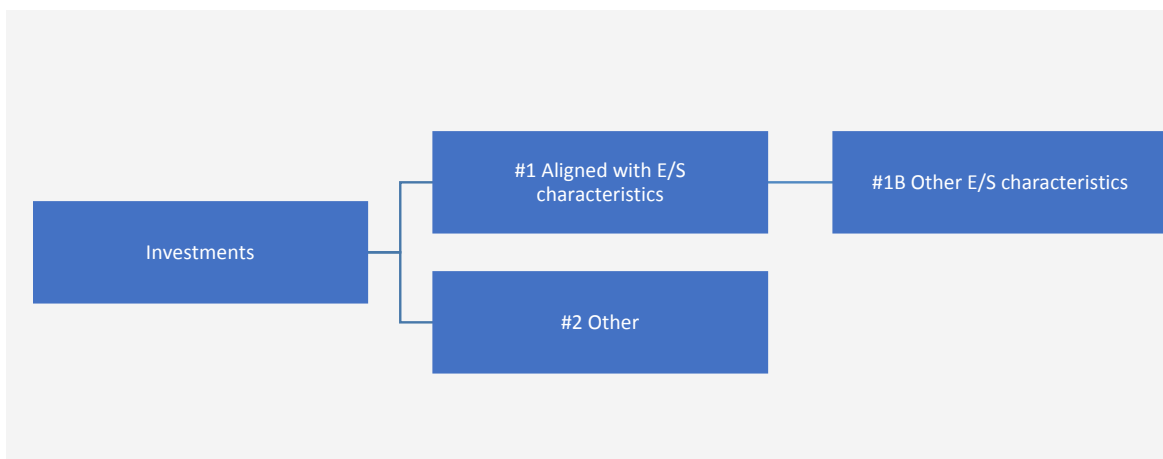 #1 Aligned with E/S
characteristics
#1B Other E/S characteristics
Investments
#2 Other